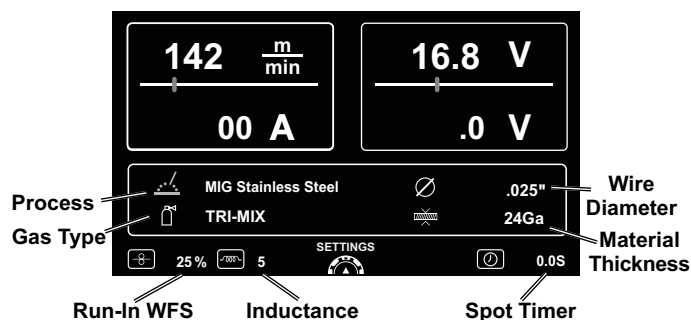 142 m/min
16.8 V
00 A
.0 V
MIG Stainless Steel
.025"
TRI-MIX
24Ga
Process
Gas Type
Wire
Diameter
Material
Thickness
25 %
5
SETTINGS
0.0S
Run-In WFS
Inductance
Spot Timer